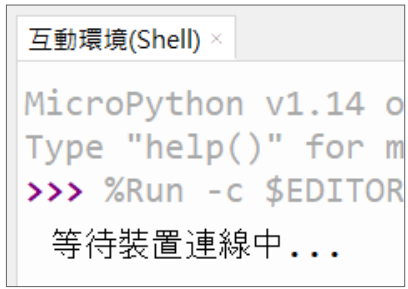 互動環境(Shell) ×
MicroPython v1.14 o
Type "help()" for m
>>> %Run -c $EDITOR
等待裝置連線中...